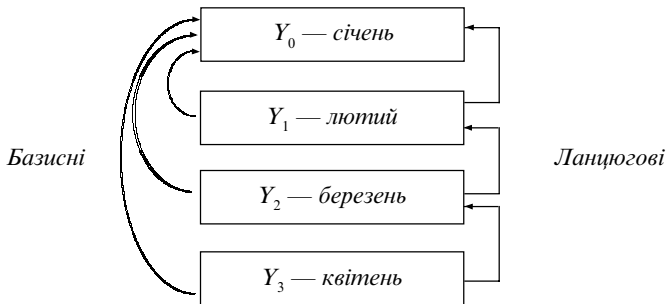 Y₀ — січень
Y₁ — лютий
Базисні
Ланцюгові
Y₂ — березень
Y₃ — квітень